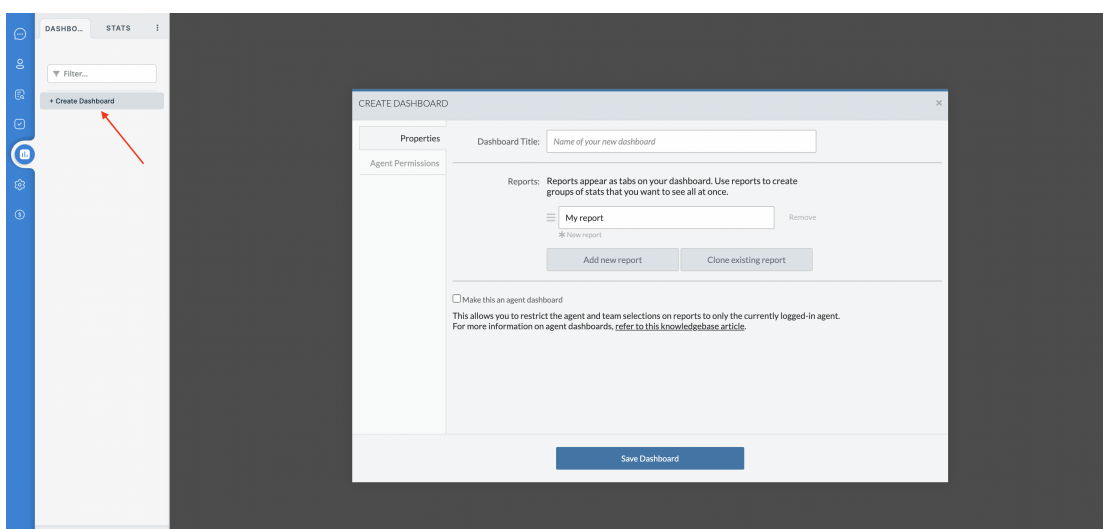 DASHBO...
STATS
Filter...
+ Create Dashboard
CREATE DASHBOARD
×
Properties
Agent Permissions
Dashboard Title:
Name of your new dashboard
Reports:
Reports appear as tabs on your dashboard. Use reports to create
groups of stats that you want to see all at once.
My report
Remove
✱ New report
Add new report
Clone existing report
Make this an agent dashboard
This allows you to restrict the agent and team selections on reports to only the currently logged-in agent.
For more information on agent dashboards, refer to this knowledgebase article.
Save Dashboard